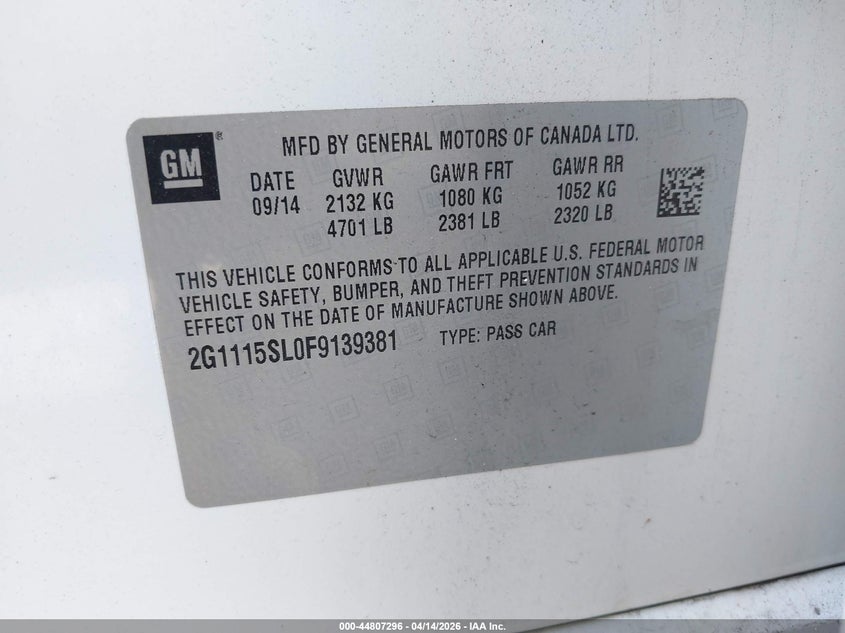 GM®
MFD BY GENERAL MOTORS OF CANADA LTD.
DATE GVWR GAWR FRT GAWR RR
09/14 2132 KG 1080 KG 1052 KG
4701 LB 2381 LB 2320 LB
THIS VEHICLE CONFORMS TO ALL APPLICABLE U.S. FEDERAL MOTOR
VEHICLE SAFETY, BUMPER, AND THEFT PREVENTION STANDARDS IN
EFFECT ON THE DATE OF MANUFACTURE SHOWN ABOVE.
2G1115SL0F9139381 TYPE: PASS CAR
000-44807296 - 04/14/2026 - IAA Inc.